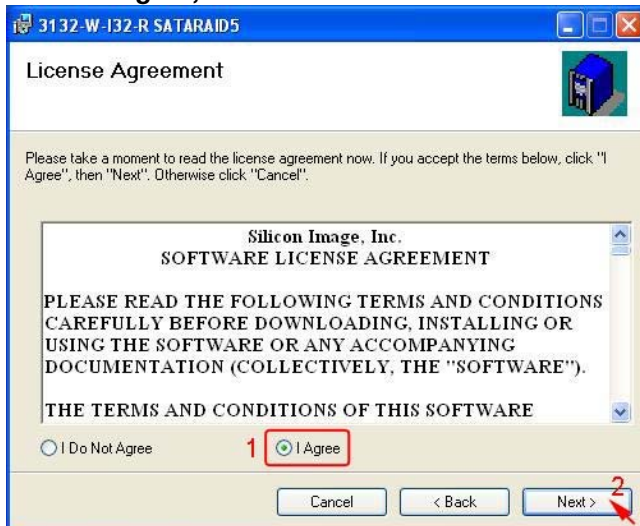 3132-W-I32-R SATARAID5
License Agreement
Please take a moment to read the license agreement now. If you accept the terms below, click "I
Agree", then "Next". Otherwise click "Cancel".
Silicon Image, Inc.
SOFTWARE LICENSE AGREEMENT
PLEASE READ THE FOLLOWING TERMS AND CONDITIONS
CAREFULLY BEFORE DOWNLOADING, INSTALLING OR
USING THE SOFTWARE OR ANY ACCOMPANYING
DOCUMENTATION (COLLECTIVELY, THE "SOFTWARE").
THE TERMS AND CONDITIONS OF THIS SOFTWARE
I Do Not Agree 1 I Agree
Cancel < Back Next > 2